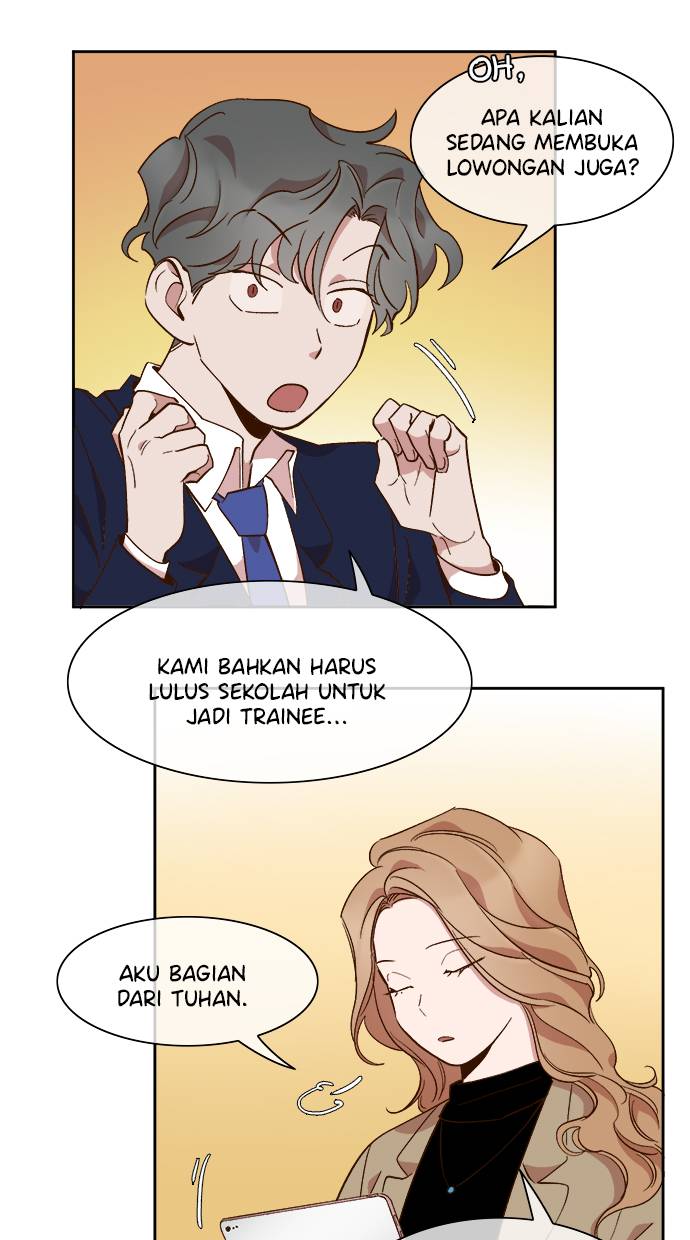 OH,
APA KALIAN
SEDANG MEMBUKA
LOWONGAN JUGA?
KAMI BAHKAN HARUS
LULUS SEKOLAH UNTUK
JADI TRAINEE...
AKU BAGIAN
DARI TUHAN.